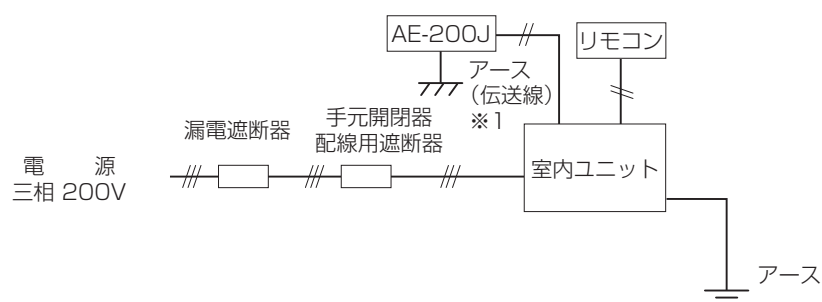 AE-200J
リモコン
アース
(伝送線)
※1
漏電遮断器
手元開閉器
配線用遮断器
電 源
三相 200V
室内ユニット
アース